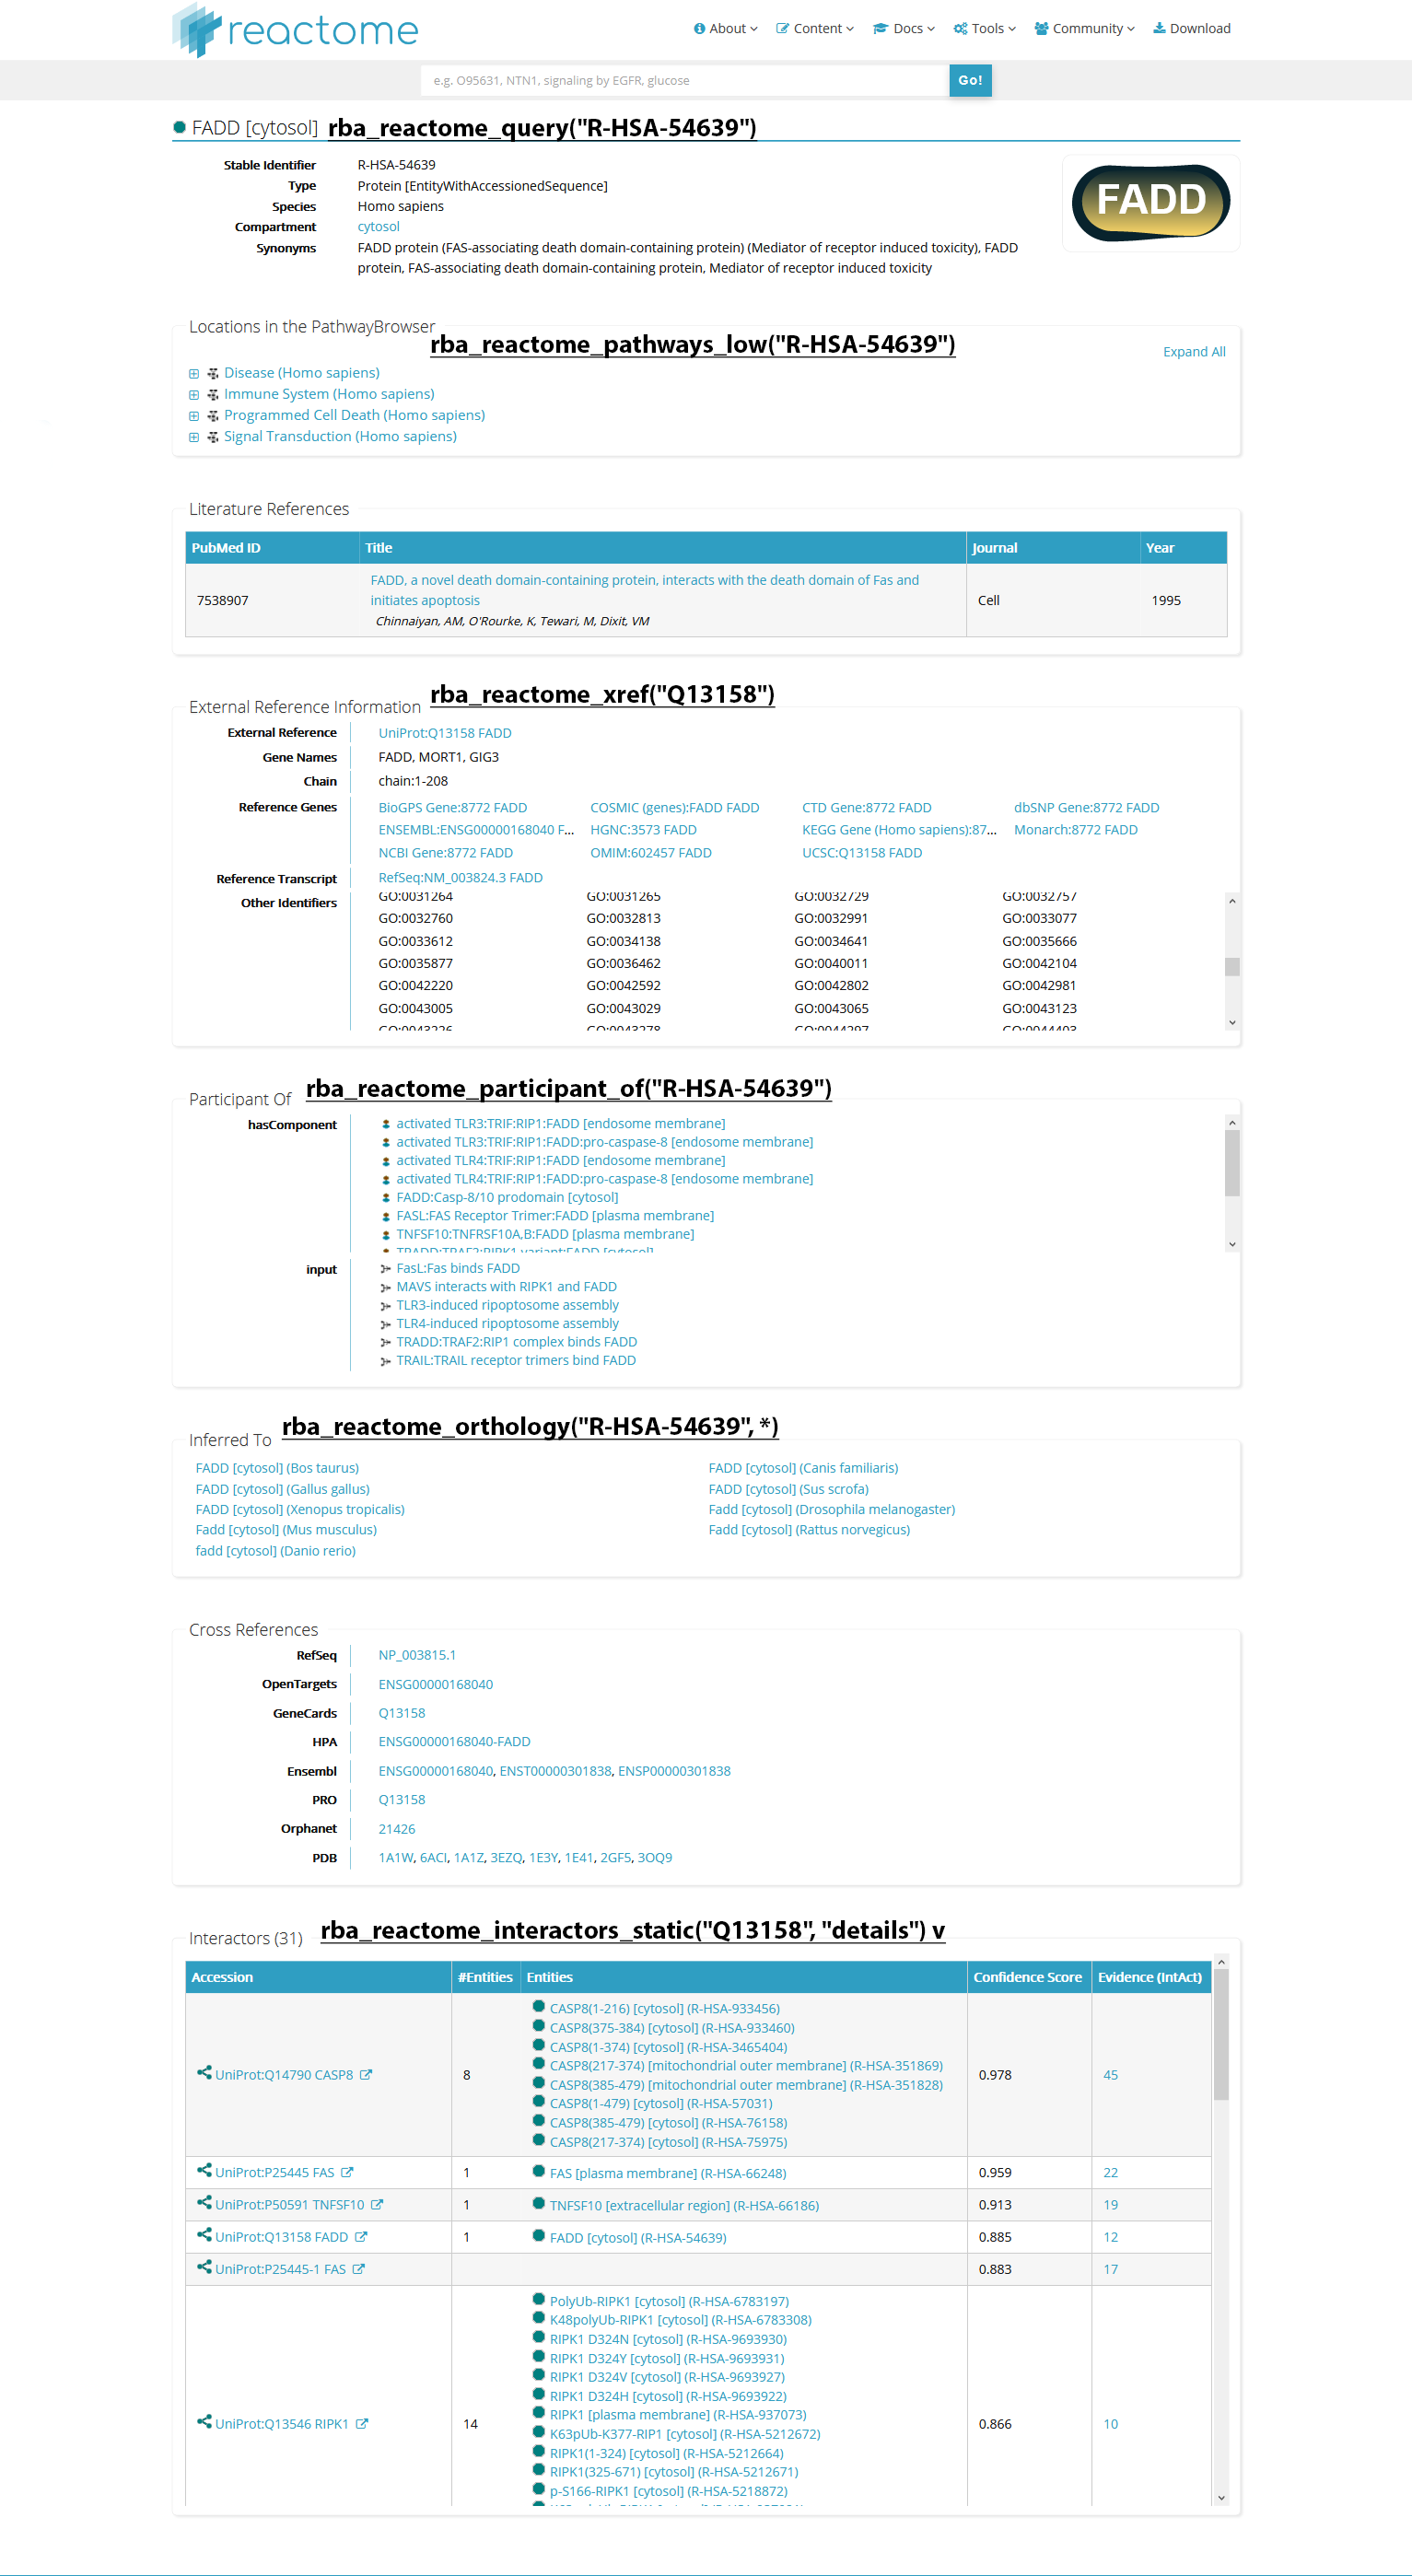 reactome
About Content Docs Tools Community Download
e.g. O95631, NTN1, signaling by EGFR, glucose Go!
FADD [cytosol] rba_reactome_query("R-HSA-54639")
Stable Identifier R-HSA-54639
Type Protein [EntityWithAccessionedSequence]
Species Homo sapiens
Compartment cytosol
Synonyms FADD protein (FAS-associating death domain-containing protein) (Mediator of receptor induced toxicity), FADD
protein, FAS-associating death domain-containing protein, Mediator of receptor induced toxicity
FADD
Locations in the PathwayBrowser
rba_reactome_pathways_low("R-HSA-54639")
Expand All
Disease (Homo sapiens)
Immune System (Homo sapiens)
Programmed Cell Death (Homo sapiens)
Signal Transduction (Homo sapiens)
Literature References
PubMed ID Title Journal Year
7538907 FADD, a novel death domain-containing protein, interacts with the death domain of Fas and
initiates apoptosis Cell 1995
Chinnaiyan, AM, O'Rourke, K, Tewari, M, Dixit, VM
External Reference Information rba_reactome_xref("Q13158")
External Reference UniProt:Q13158 FADD
Gene Names FADD, MORT1, GIG3
Chain chain:1-208
Reference Genes BioGPS Gene:8772 FADD COSMIC (genes):FADD FADD CTD Gene:8772 FADD dbSNP Gene:8772 FADD
ENSEMBL:ENSG00000168040 F... HGNC:3573 FADD KEGG Gene (Homo sapiens):87... Monarch:8772 FADD
NCBI Gene:8772 FADD OMIM:602457 FADD UCSC:Q13158 FADD
Reference Transcript RefSeq:NM_003824.3 FADD
Other Identifiers GO:0031264 GO:0031265 GO:0032729 GO:0032757
GO:0032760 GO:0032813 GO:0032991 GO:0033077
GO:0033612 GO:0034138 GO:0034641 GO:0035666
GO:0035877 GO:0036462 GO:0040011 GO:0042104
GO:0042220 GO:0042592 GO:0042802 GO:0042981
GO:0043005 GO:0043029 GO:0043065 GO:0043123
GO:0043226 GO:0043278 GO:0044297 GO:0044403
Participant Of rba_reactome_participant_of("R-HSA-54639")
hasComponent activated TLR3:TRIF:RIP1:FADD [endosome membrane]
activated TLR3:TRIF:RIP1:FADD:pro-caspase-8 [endosome membrane]
activated TLR4:TRIF:RIP1:FADD [endosome membrane]
activated TLR4:TRIF:RIP1:FADD:pro-caspase-8 [endosome membrane]
FADD:Casp-8/10 prodomain [cytosol]
FASL:FAS Receptor Trimer:FADD [plasma membrane]
TNFSF10:TNFRSF10A,B:FADD [plasma membrane]
TRADD:TRAF2:RIPK1 variant:FADD [cytosol]
input FasL:Fas binds FADD
MAVS interacts with RIPK1 and FADD
TLR3-induced ripoptosome assembly
TLR4-induced ripoptosome assembly
TRADD:TRAF2:RIP1 complex binds FADD
TRAIL:TRAIL receptor trimers bind FADD
Inferred To rba_reactome_orthology("R-HSA-54639", *)
FADD [cytosol] (Bos taurus) FADD [cytosol] (Canis familiaris)
FADD [cytosol] (Gallus gallus) FADD [cytosol] (Sus scrofa)
FADD [cytosol] (Xenopus tropicalis) Fadd [cytosol] (Drosophila melanogaster)
Fadd [cytosol] (Mus musculus) Fadd [cytosol] (Rattus norvegicus)
fadd [cytosol] (Danio rerio)
Cross References
RefSeq NP_003815.1
OpenTargets ENSG00000168040
GeneCards Q13158
HPA ENSG00000168040-FADD
Ensembl ENSG00000168040, ENST00000301838, ENSP00000301838
PRO Q13158
Orphanet 21426
PDB 1A1W, 6ACI, 1A1Z, 3EZQ, 1E3Y, 1E41, 2GF5, 3OQ9
Interactors (31) rba_reactome_interactors_static("Q13158", "details") v
Accession #Entities Entities Confidence Score Evidence (IntAct)
CASP8(1-216) [cytosol] (R-HSA-933456)
CASP8(375-384) [cytosol] (R-HSA-933460)
CASP8(1-374) [cytosol] (R-HSA-3465404)
CASP8(217-374) [mitochondrial outer membrane] (R-HSA-351869)
UniProt:Q14790 CASP8 8 0.978 45
CASP8(385-479) [mitochondrial outer membrane] (R-HSA-351828)
CASP8(1-479) [cytosol] (R-HSA-57031)
CASP8(385-479) [cytosol] (R-HSA-76158)
CASP8(217-374) [cytosol] (R-HSA-75975)
UniProt:P25445 FAS 1 FAS [plasma membrane] (R-HSA-66248) 0.959 22
UniProt:P50591 TNFSF10 1 TNFSF10 [extracellular region] (R-HSA-66186) 0.913 19
UniProt:Q13158 FADD 1 FADD [cytosol] (R-HSA-54639) 0.885 12
UniProt:P25445-1 FAS 0.883 17
PolyUb-RIPK1 [cytosol] (R-HSA-6783197)
K48polyUb-RIPK1 [cytosol] (R-HSA-6783308)
RIPK1 D324N [cytosol] (R-HSA-9693930)
RIPK1 D324Y [cytosol] (R-HSA-9693931)
RIPK1 D324V [cytosol] (R-HSA-9693927)
RIPK1 D324H [cytosol] (R-HSA-9693922)
RIPK1 [plasma membrane] (R-HSA-937073)
UniProt:Q13546 RIPK1 14 0.866 10
K63pUb-K377-RIP1 [cytosol] (R-HSA-5212672)
RIPK1(1-324) [cytosol] (R-HSA-5212664)
RIPK1(325-671) [cytosol] (R-HSA-5212671)
p-S166-RIPK1 [cytosol] (R-HSA-5218872)